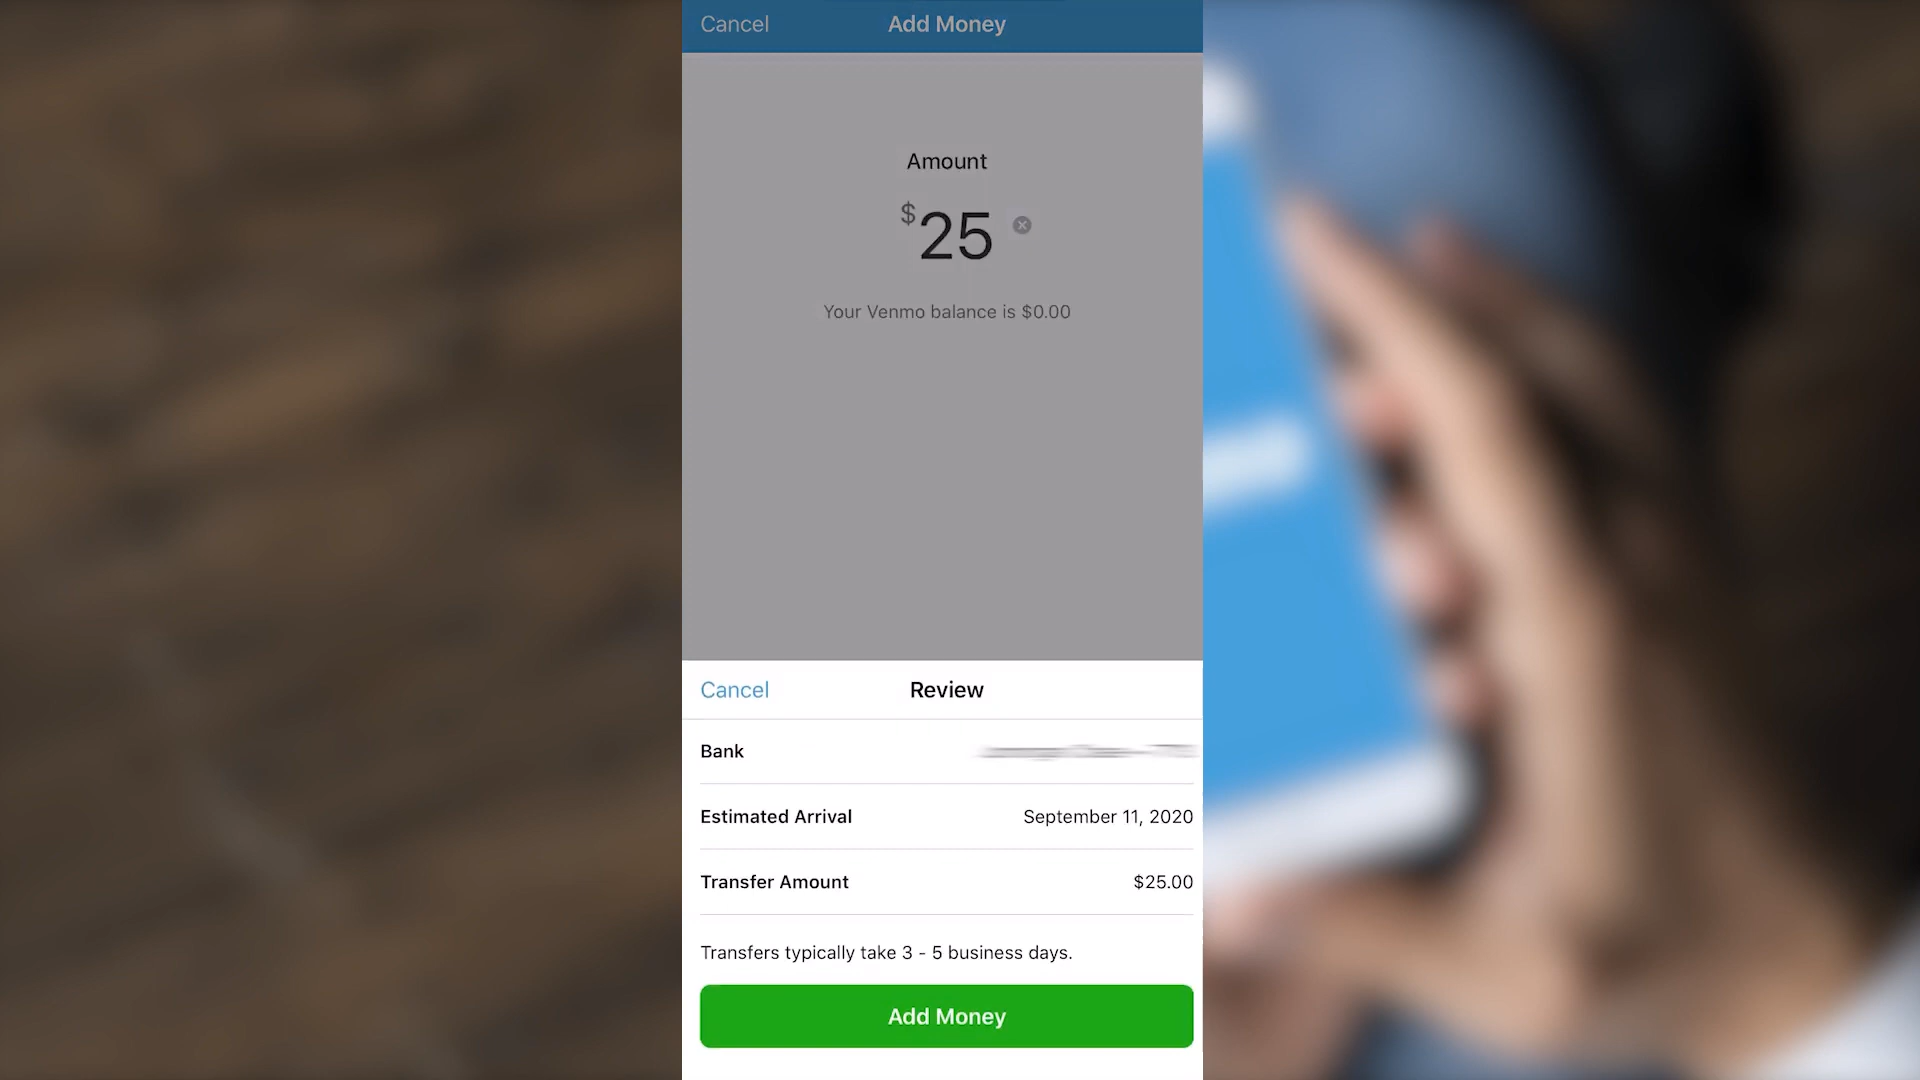 Cancel Add Money
Amount
$25
Your Venmo balance is $0.00
Cancel Review
Bank
Estimated Arrival September 11, 2020
Transfer Amount $25.00
Transfers typically take 3 - 5 business days.
Add Money